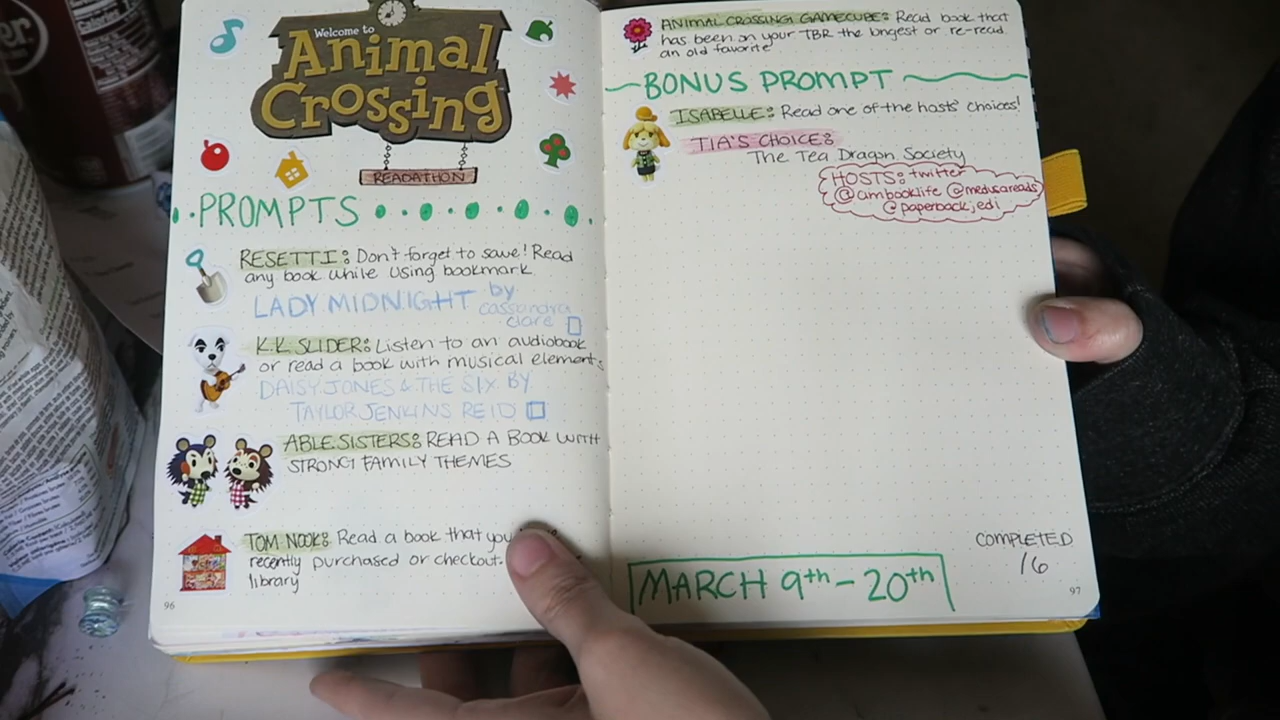 Welcome to
Animal
Crossing
READATHON
PROMPTS
RESETTI: Don't forget to save! Read
any book while using bookmark
LADY MIDNIGHT by
cassandra
clare
K.K. SLIDER: Listen to an audiobook
or read a book with musical elements
DAISY JONES & THE SIX BY
TAYLOR JENKINS REID
ABLE SISTERS: READ A BOOK WITH
STRONG FAMILY THEMES
TOM NOOK: Read a book that you
recently purchased or checkout
library
96
ANIMAL CROSSING GAMECUBE: Read book that
has been on your TBR the longest or re-read
an old favorite
BONUS PROMPT
ISABELLE: Read one of the hosts' choices!
TIA'S CHOICE:
The Tea Dragon Society
HOSTS: twitter
@iambooklife @medusareads
@paperbackjedi
COMPLETED
/6
MARCH 9th - 20th
97